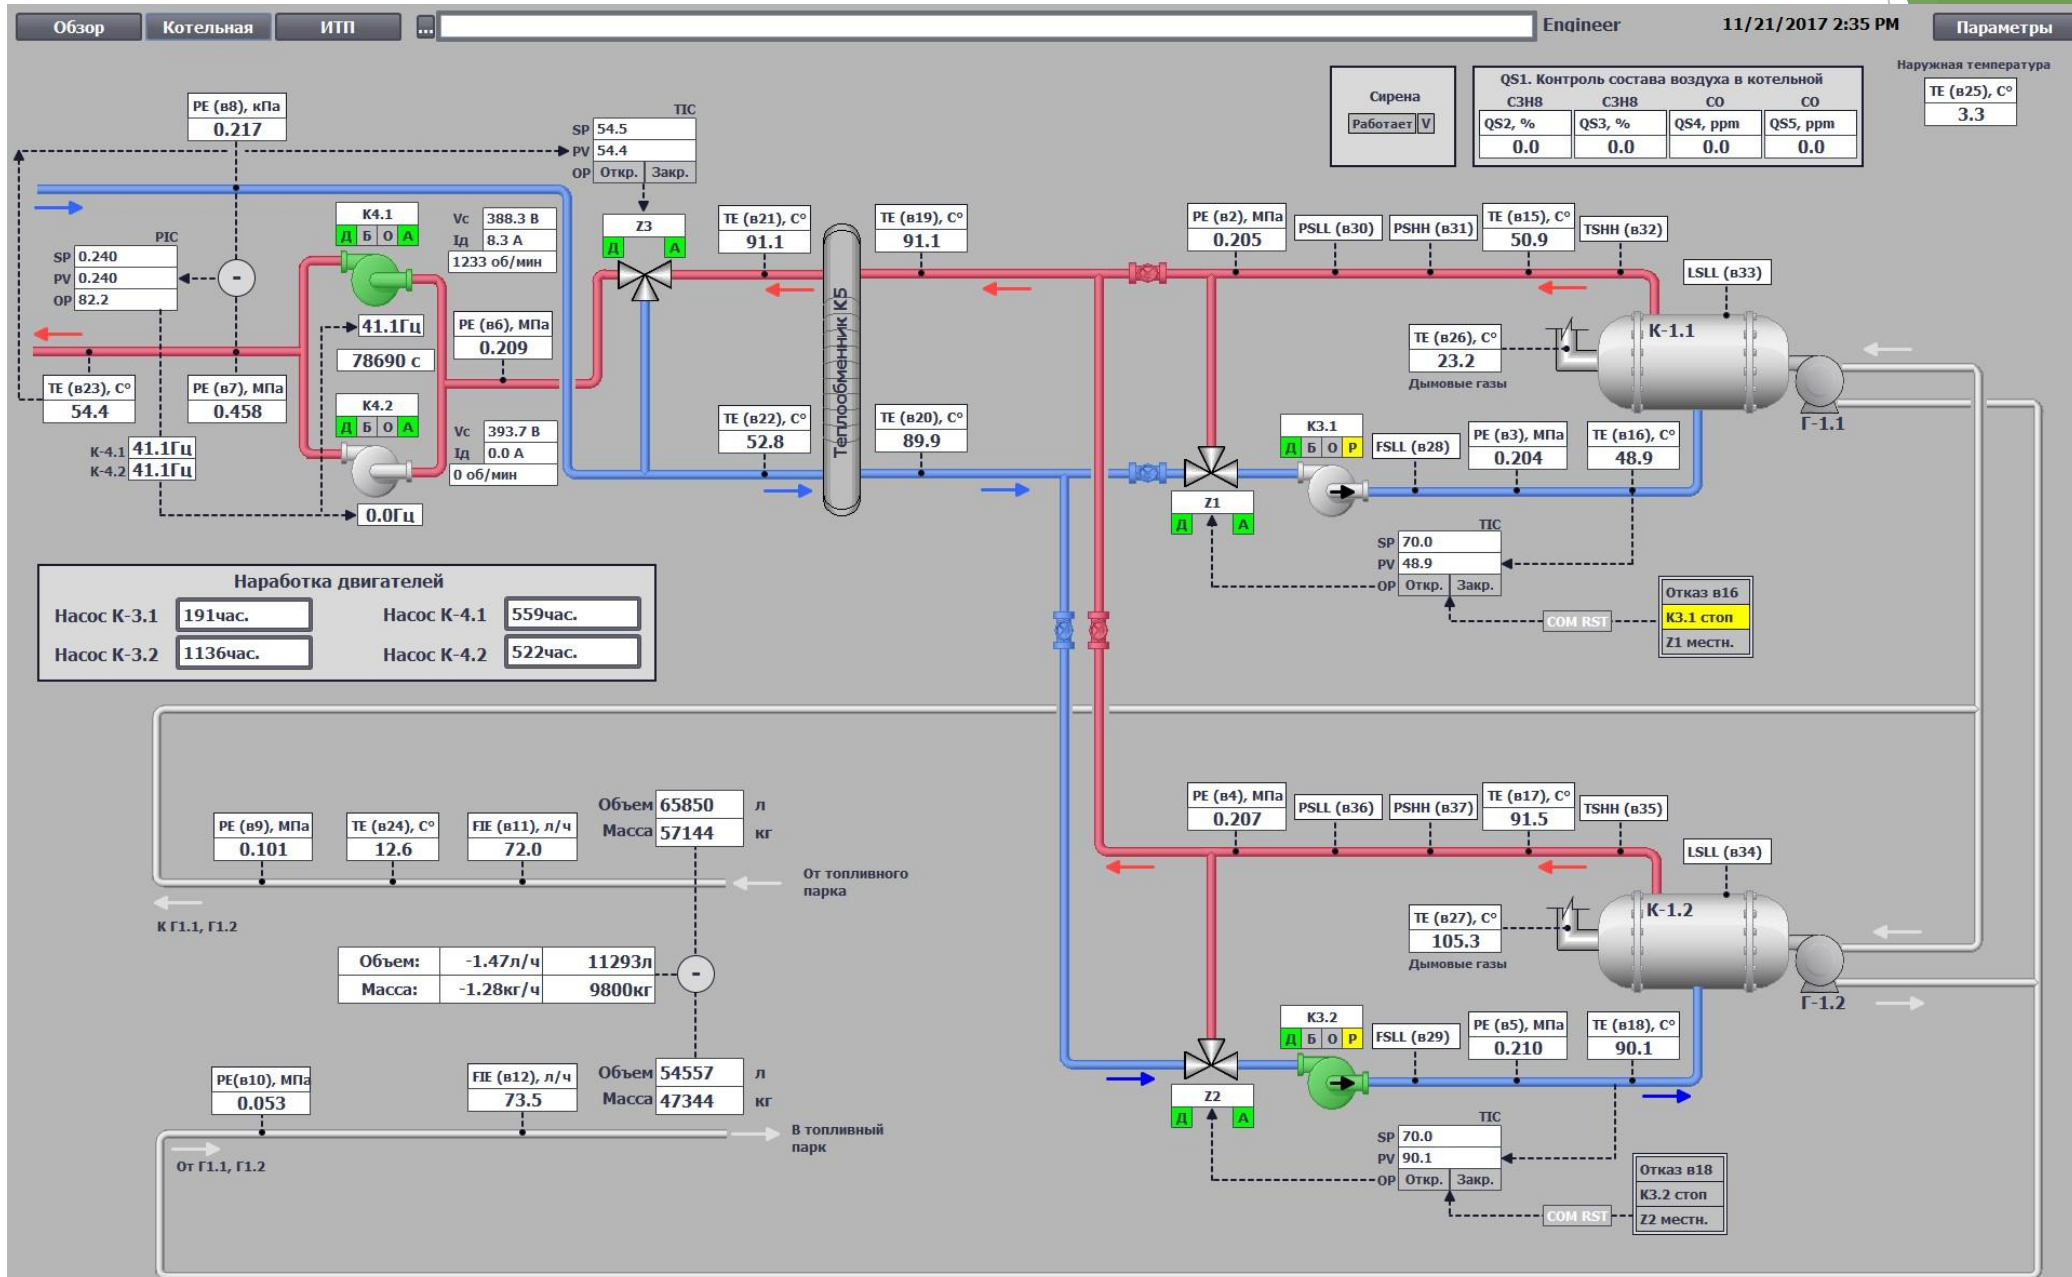 Обзор
Котельная
ИТП
...
Engineer
11/21/2017 2:35 PM
Параметры
Наружная температура
TE (в25), C°
3.3
Сирена
Работает V
QS1. Контроль состава воздуха в котельной
C3H8 C3H8 CO CO
QS2, % QS3, % QS4, ppm QS5, ppm
0.0 0.0 0.0 0.0
PE (в8), кПа
0.217
TIC
SP 54.5
PV 54.4
OP Откр. Закр.
PIC
SP 0.240
PV 0.240
OP 82.2
К4.1
Д Б О А
Vc 388.3 В
Iд 8.3 А
1233 об/мин
41.1Гц
78690 с
PE (в6), МПа
0.209
TE (в23), C°
54.4
PE (в7), МПа
0.458
К4.2
Д Б О А
Vc 393.7 В
Iд 0.0 А
0 об/мин
К-4.1 41.1Гц
К-4.2 41.1Гц
0.0Гц
Z3
Д А
TE (в21), C°
91.1
TE (в19), C°
91.1
Теплообменник К5
TE (в22), C°
52.8
TE (в20), C°
89.9
PE (в2), МПа
0.205
PSLL (в30)
PSHH (в31)
TE (в15), C°
50.9
TSHH (в32)
LSLL (в33)
К-1.1
TE (в26), C°
23.2
Дымовые газы
Г-1.1
К3.1
Д Б О Р
FSLL (в28)
PE (в3), МПа
0.204
TE (в16), C°
48.9
Z1
Д А
TIC
SP 70.0
PV 48.9
OP Откр. Закр.
COM RST
Отказ в16
К3.1 стоп
Z1 местн.
Наработка двигателей
Насос К-3.1 191час.
Насос К-4.1 559час.
Насос К-3.2 1136час.
Насос К-4.2 522час.
PE (в9), МПа
0.101
TE (в24), C°
12.6
FIE (в11), л/ч
72.0
Объем 65850 л
Масса 57144 кг
От топливного
парка
К Г1.1, Г1.2
Объем: -1.47л/ч 11293л
Масса: -1.28кг/ч 9800кг
-
PE(в10), МПа
0.053
FIE (в12), л/ч
73.5
Объем 54557 л
Масса 47344 кг
В топливный
парк
От Г1.1, Г1.2
PE (в4), МПа
0.207
PSLL (в36)
PSHH (в37)
TE (в17), C°
91.5
TSHH (в35)
LSLL (в34)
К-1.2
TE (в27), C°
105.3
Дымовые газы
Г-1.2
К3.2
Д Б О Р
FSLL (в29)
PE (в5), МПа
0.210
TE (в18), C°
90.1
Z2
Д А
TIC
SP 70.0
PV 90.1
OP Откр. Закр.
COM RST
Отказ в18
К3.2 стоп
Z2 местн.